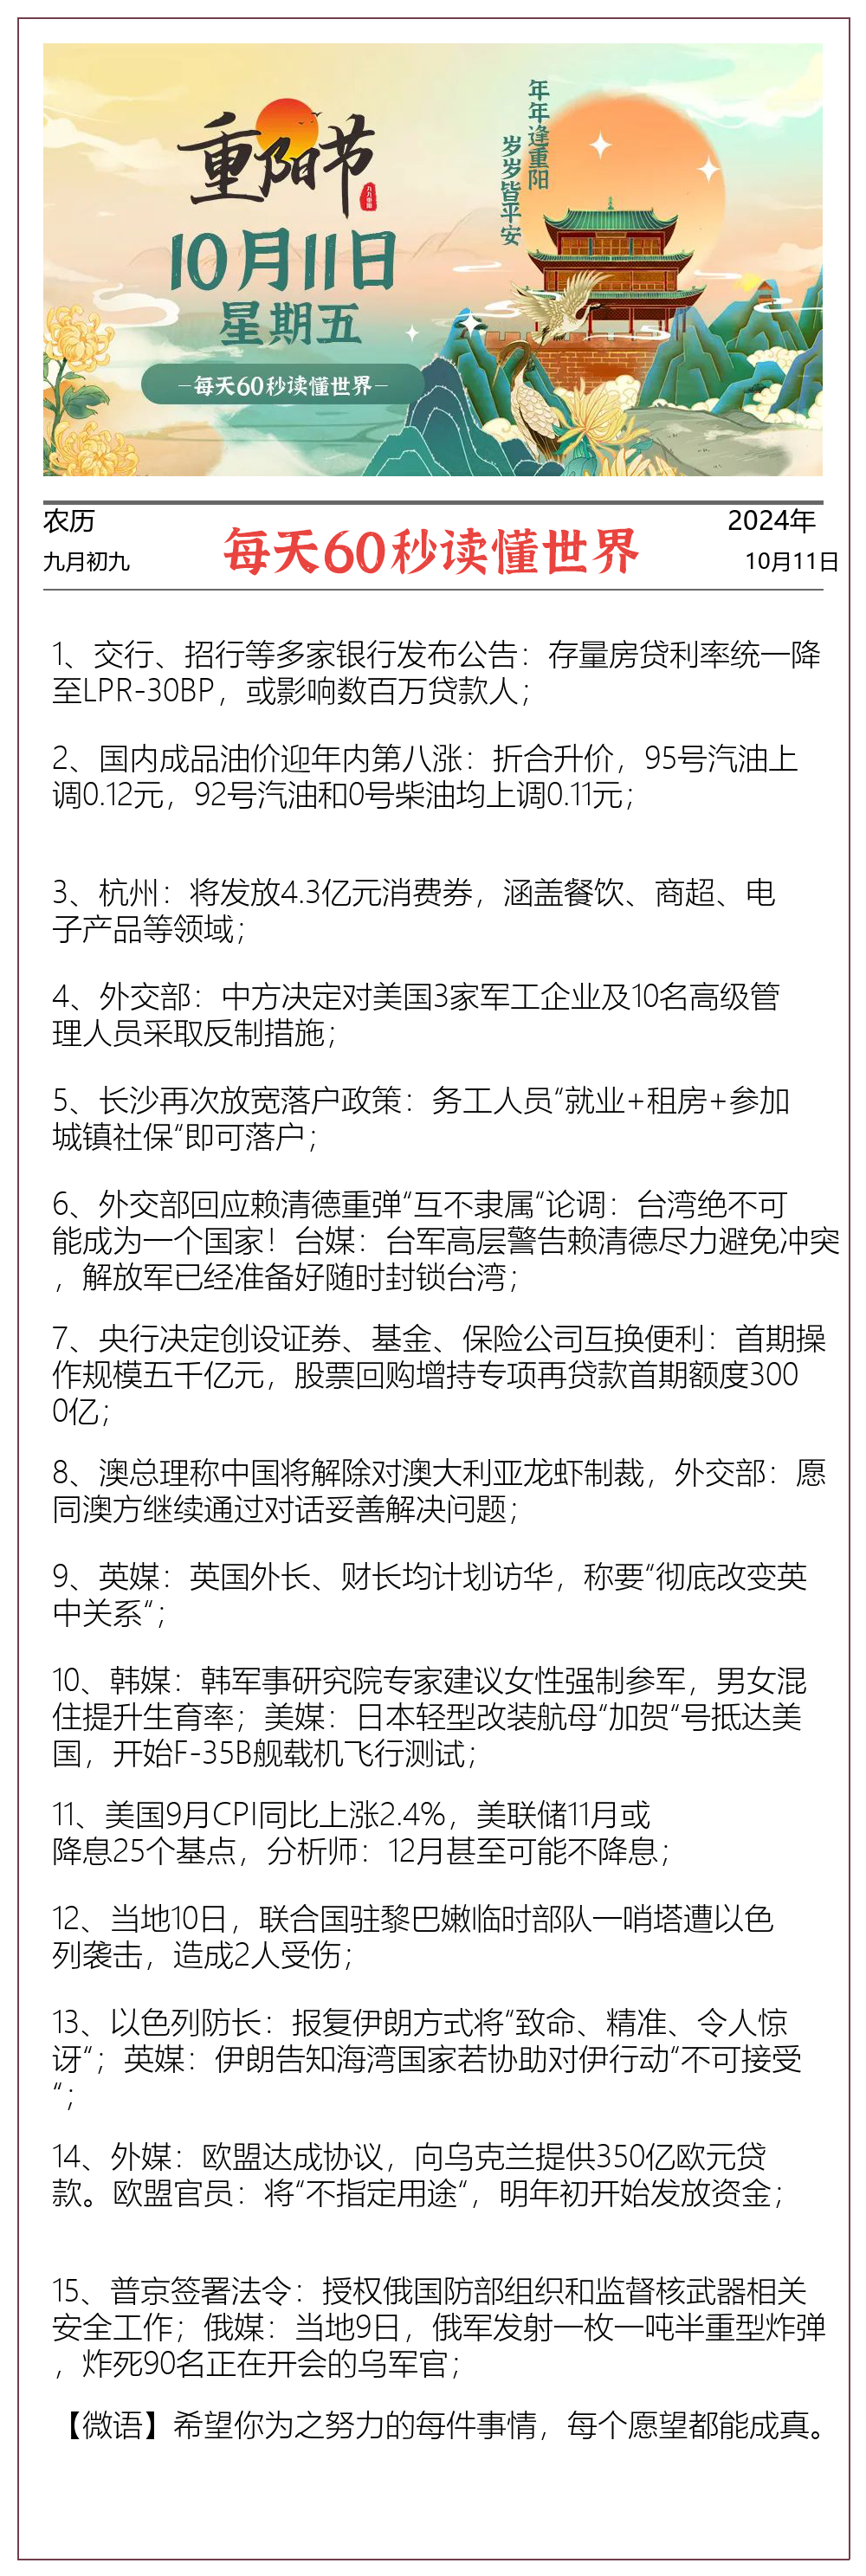 重阳节
九九重阳
10月11日
星期五
—每天60秒读懂世界—
年年逢重阳
岁岁皆平安
农历
九月初九
每天60秒读懂世界
2024年
10月11日
1、交行、招行等多家银行发布公告：存量房贷利率统一降
至LPR-30BP，或影响数百万贷款人；
2、国内成品油价迎年内第八涨：折合升价，95号汽油上
调0.12元，92号汽油和0号柴油均上调0.11元；
3、杭州：将发放4.3亿元消费券，涵盖餐饮、商超、电
子产品等领域；
4、外交部：中方决定对美国3家军工企业及10名高级管
理人员采取反制措施；
5、长沙再次放宽落户政策：务工人员“就业+租房+参加
城镇社保“即可落户；
6、外交部回应赖清德重弹“互不隶属“论调：台湾绝不可
能成为一个国家！台媒：台军高层警告赖清德尽力避免冲突
，解放军已经准备好随时封锁台湾；
7、央行决定创设证券、基金、保险公司互换便利：首期操
作规模五千亿元，股票回购增持专项再贷款首期额度300
0亿；
8、澳总理称中国将解除对澳大利亚龙虾制裁，外交部：愿
同澳方继续通过对话妥善解决问题；
9、英媒：英国外长、财长均计划访华，称要“彻底改变英
中关系“；
10、韩媒：韩军事研究院专家建议女性强制参军，男女混
住提升生育率；美媒：日本轻型改装航母“加贺“号抵达美
国，开始F-35B舰载机飞行测试；
11、美国9月CPI同比上涨2.4%，美联储11月或
降息25个基点，分析师：12月甚至可能不降息；
12、当地10日，联合国驻黎巴嫩临时部队一哨塔遭以色
列袭击，造成2人受伤；
13、以色列防长：报复伊朗方式将“致命、精准、令人惊
讶“；英媒：伊朗告知海湾国家若协助对伊行动“不可接受
“；
14、外媒：欧盟达成协议，向乌克兰提供350亿欧元贷
款。欧盟官员：将“不指定用途“，明年初开始发放资金；
15、普京签署法令：授权俄国防部组织和监督核武器相关
安全工作；俄媒：当地9日，俄军发射一枚一吨半重型炸弹
，炸死90名正在开会的乌军官；
【微语】希望你为之努力的每件事情，每个愿望都能成真。